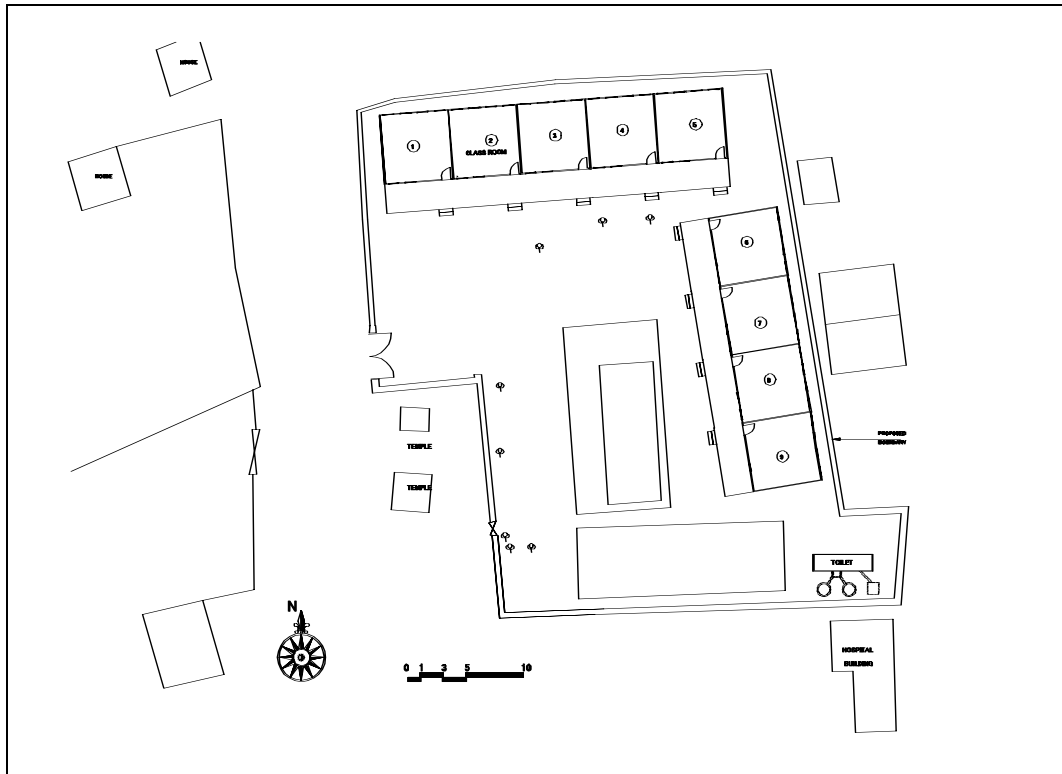 HOUSE
HOUSE
1
2
CLASS ROOM
3
4
5
6
7
8
9
PROPOSED
BOUNDARY
TEMPLE
TEMPLE
TOILET
N
0 1 3 5 10
HOSPITAL
BUILDING